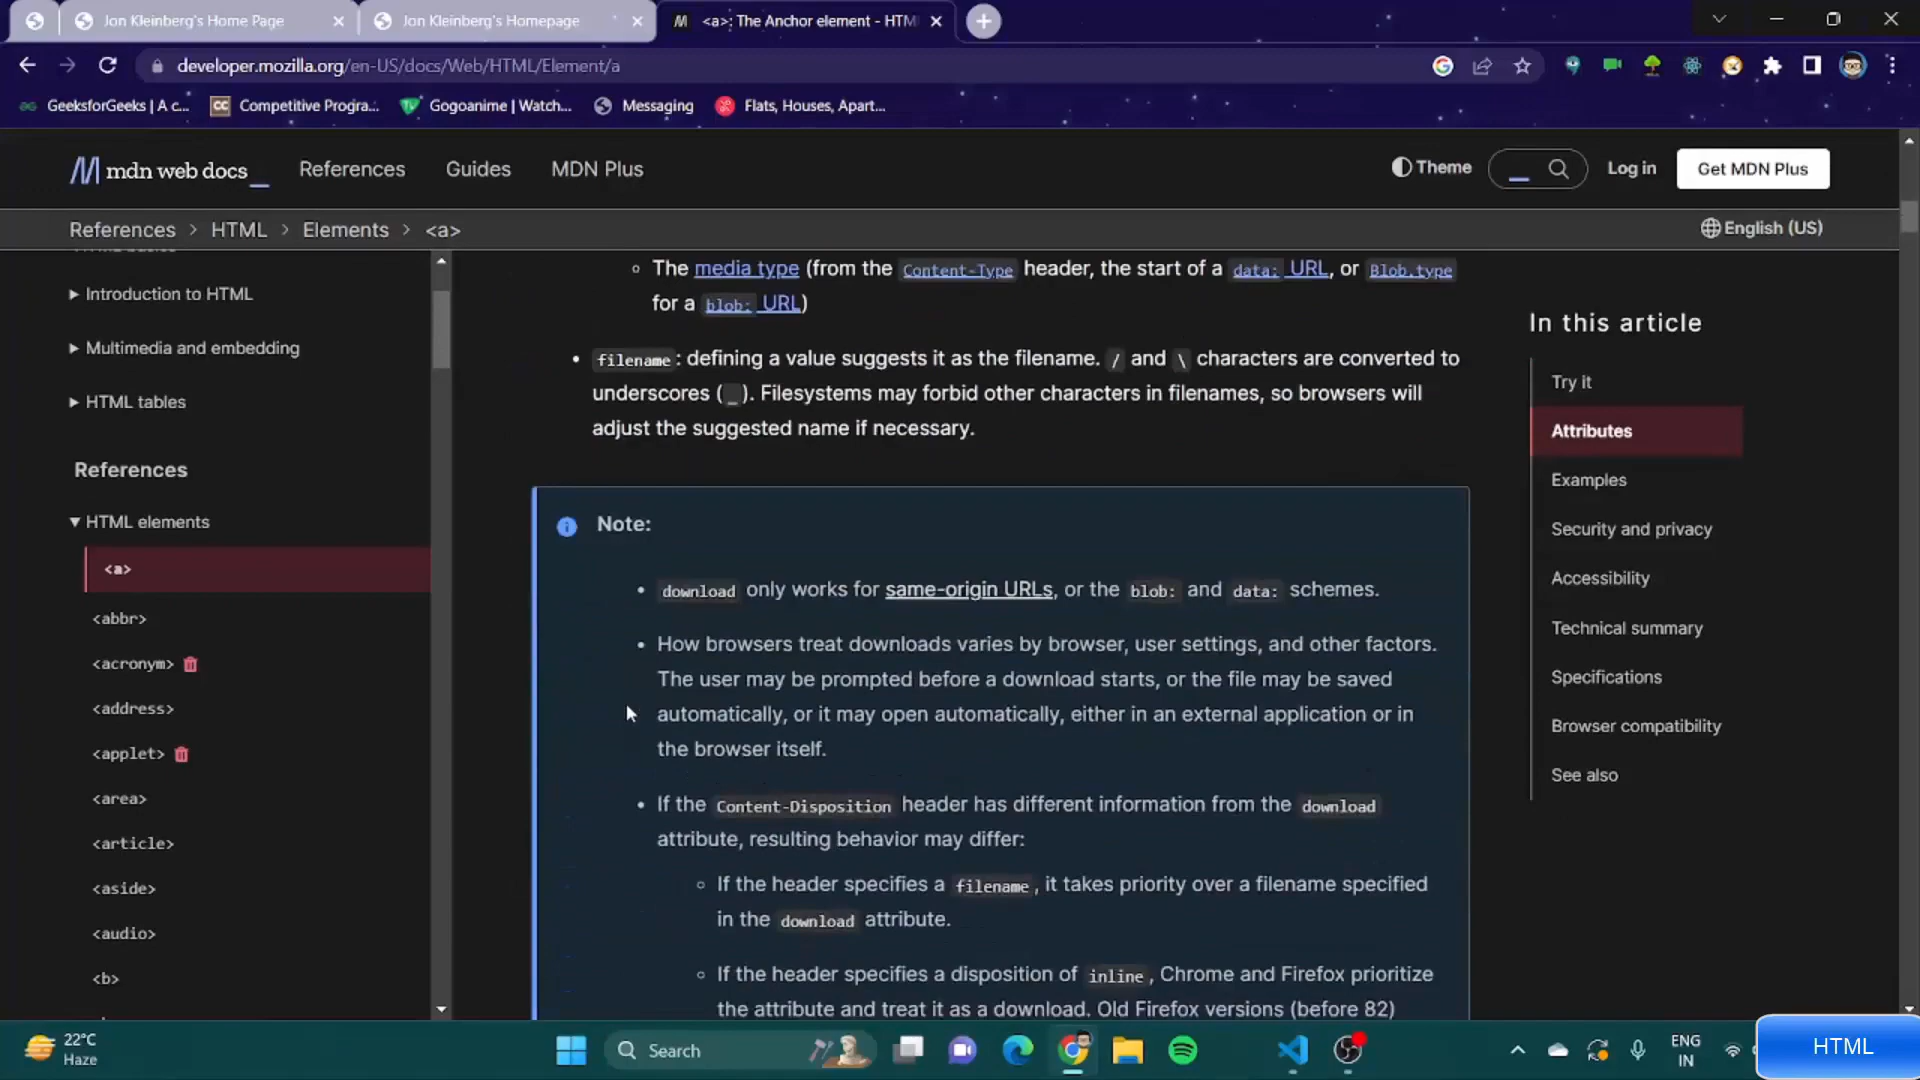 Jon Kleinberg's Home Page
Jon Kleinberg's Homepage
<a>: The Anchor element - HTM
developer.mozilla.org/en-US/docs/Web/HTML/Element/a
GeeksforGeeks | A c...
CC
Competitive Progra...
Gogoanime | Watch...
Messaging
Flats, Houses, Apart...
mdn web docs_
References
Guides
MDN Plus
Theme
Log in
Get MDN Plus
References > HTML > Elements > <a>
English (US)
Introduction to HTML
Multimedia and embedding
HTML tables
References
HTML elements
<a>
<abbr>
<acronym>
<address>
<applet>
<area>
<article>
<aside>
<audio>
<b>
The media type (from the Content-Type header, the start of a data: URL, or Blob.type
for a blob: URL)
filename: defining a value suggests it as the filename. / and \ characters are converted to
underscores (_). Filesystems may forbid other characters in filenames, so browsers will
adjust the suggested name if necessary.
Note:
download only works for same-origin URLs, or the blob: and data: schemes.
How browsers treat downloads varies by browser, user settings, and other factors.
The user may be prompted before a download starts, or the file may be saved
automatically, or it may open automatically, either in an external application or in
the browser itself.
If the Content-Disposition header has different information from the download
attribute, resulting behavior may differ:
If the header specifies a filename, it takes priority over a filename specified
in the download attribute.
If the header specifies a disposition of inline, Chrome and Firefox prioritize
the attribute and treat it as a download. Old Firefox versions (before 82)
In this article
Try it
Attributes
Examples
Security and privacy
Accessibility
Technical summary
Specifications
Browser compatibility
See also
22°C
Haze
Search
ENG
IN
HTML